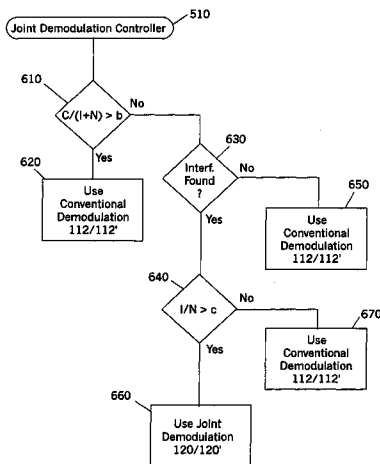 Joint Demodulation Controller
510
610
C/(I+N) > b
No
Yes
630
Interf.
Found
?
No
Yes
620
Use
Conventional
Demodulation
112/112'
650
Use
Conventional
Demodulation
112/112'
640
I/N > c
No
Yes
670
Use
Conventional
Demodulation
112/112'
660
Use Joint
Demodulation
120/120'